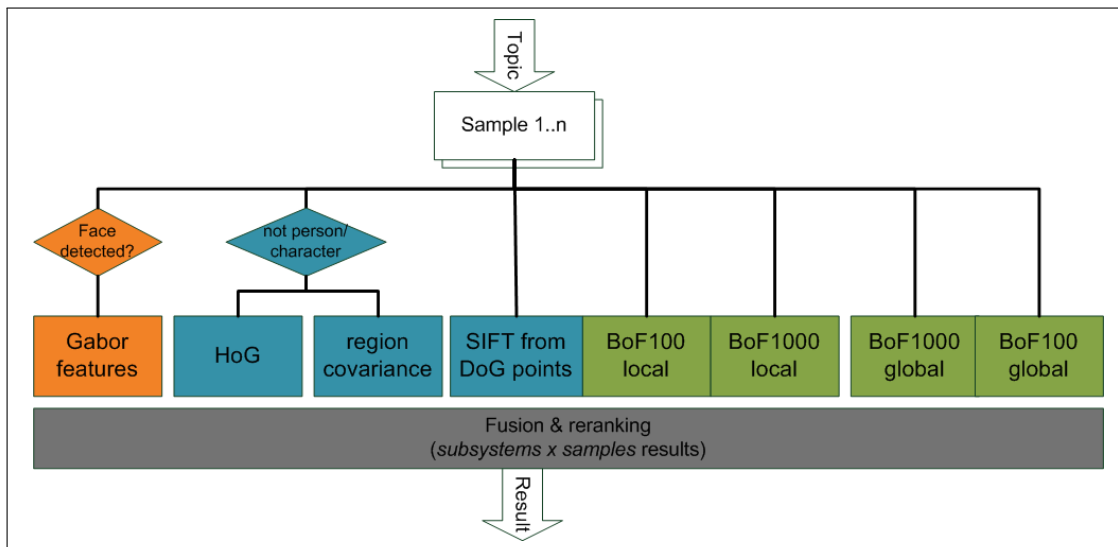 Topic
Sample 1..n
Face
detected?
not person/
character
Gabor
features
HoG
region
covariance
SIFT from
DoG points
BoF100
local
BoF1000
local
BoF1000
global
BoF100
global
Fusion & reranking
(subsystems x samples results)
Result